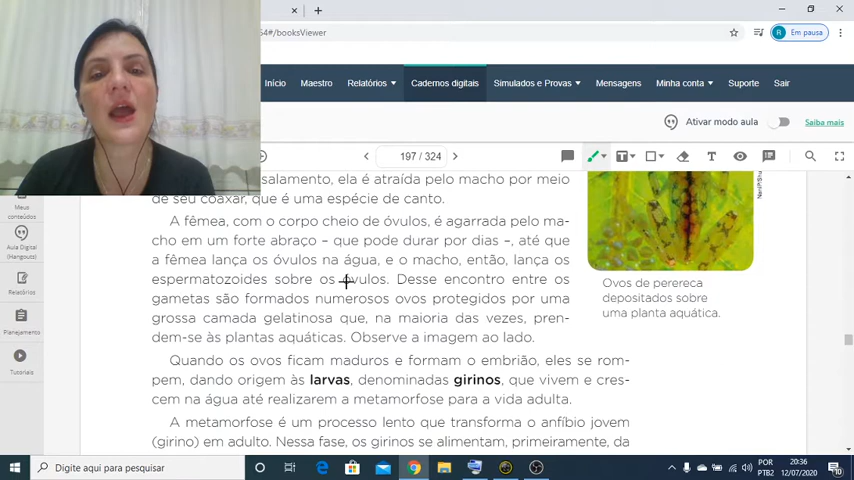 54#/booksViewer
R Em pausa
Início Maestro Relatórios Cadernos digitais Simulados e Provas Mensagens Minha conta Suporte Sair
Ativar modo aula Saiba mais
197 / 324
salamento, ela é atraída pelo macho por meio
de seu coaxar, que é uma espécie de canto.
A fêmea, com o corpo cheio de óvulos, é agarrada pelo ma-
cho em um forte abraço – que pode durar por dias –, até que
a fêmea lança os óvulos na água, e o macho, então, lança os
espermatozoides sobre os óvulos. Desse encontro entre os
gametas são formados numerosos ovos protegidos por uma
grossa camada gelatinosa que, na maioria das vezes, pren-
dem-se às plantas aquáticas. Observe a imagem ao lado.
Quando os ovos ficam maduros e formam o embrião, eles se rom-
pem, dando origem às larvas, denominadas girinos, que vivem e cres-
cem na água até realizarem a metamorfose para a vida adulta.
A metamorfose é um processo lento que transforma o anfíbio jovem
(girino) em adulto. Nessa fase, os girinos se alimentam, primeiramente, da
Ovos de perereca
depositados sobre
uma planta aquática.
Meus
conteúdos
Aula Digital
(Hangouts)
Relatórios
Planejamento
Tutoriais
Digite aqui para pesquisar
POR
PTB2
20:36
12/07/2020